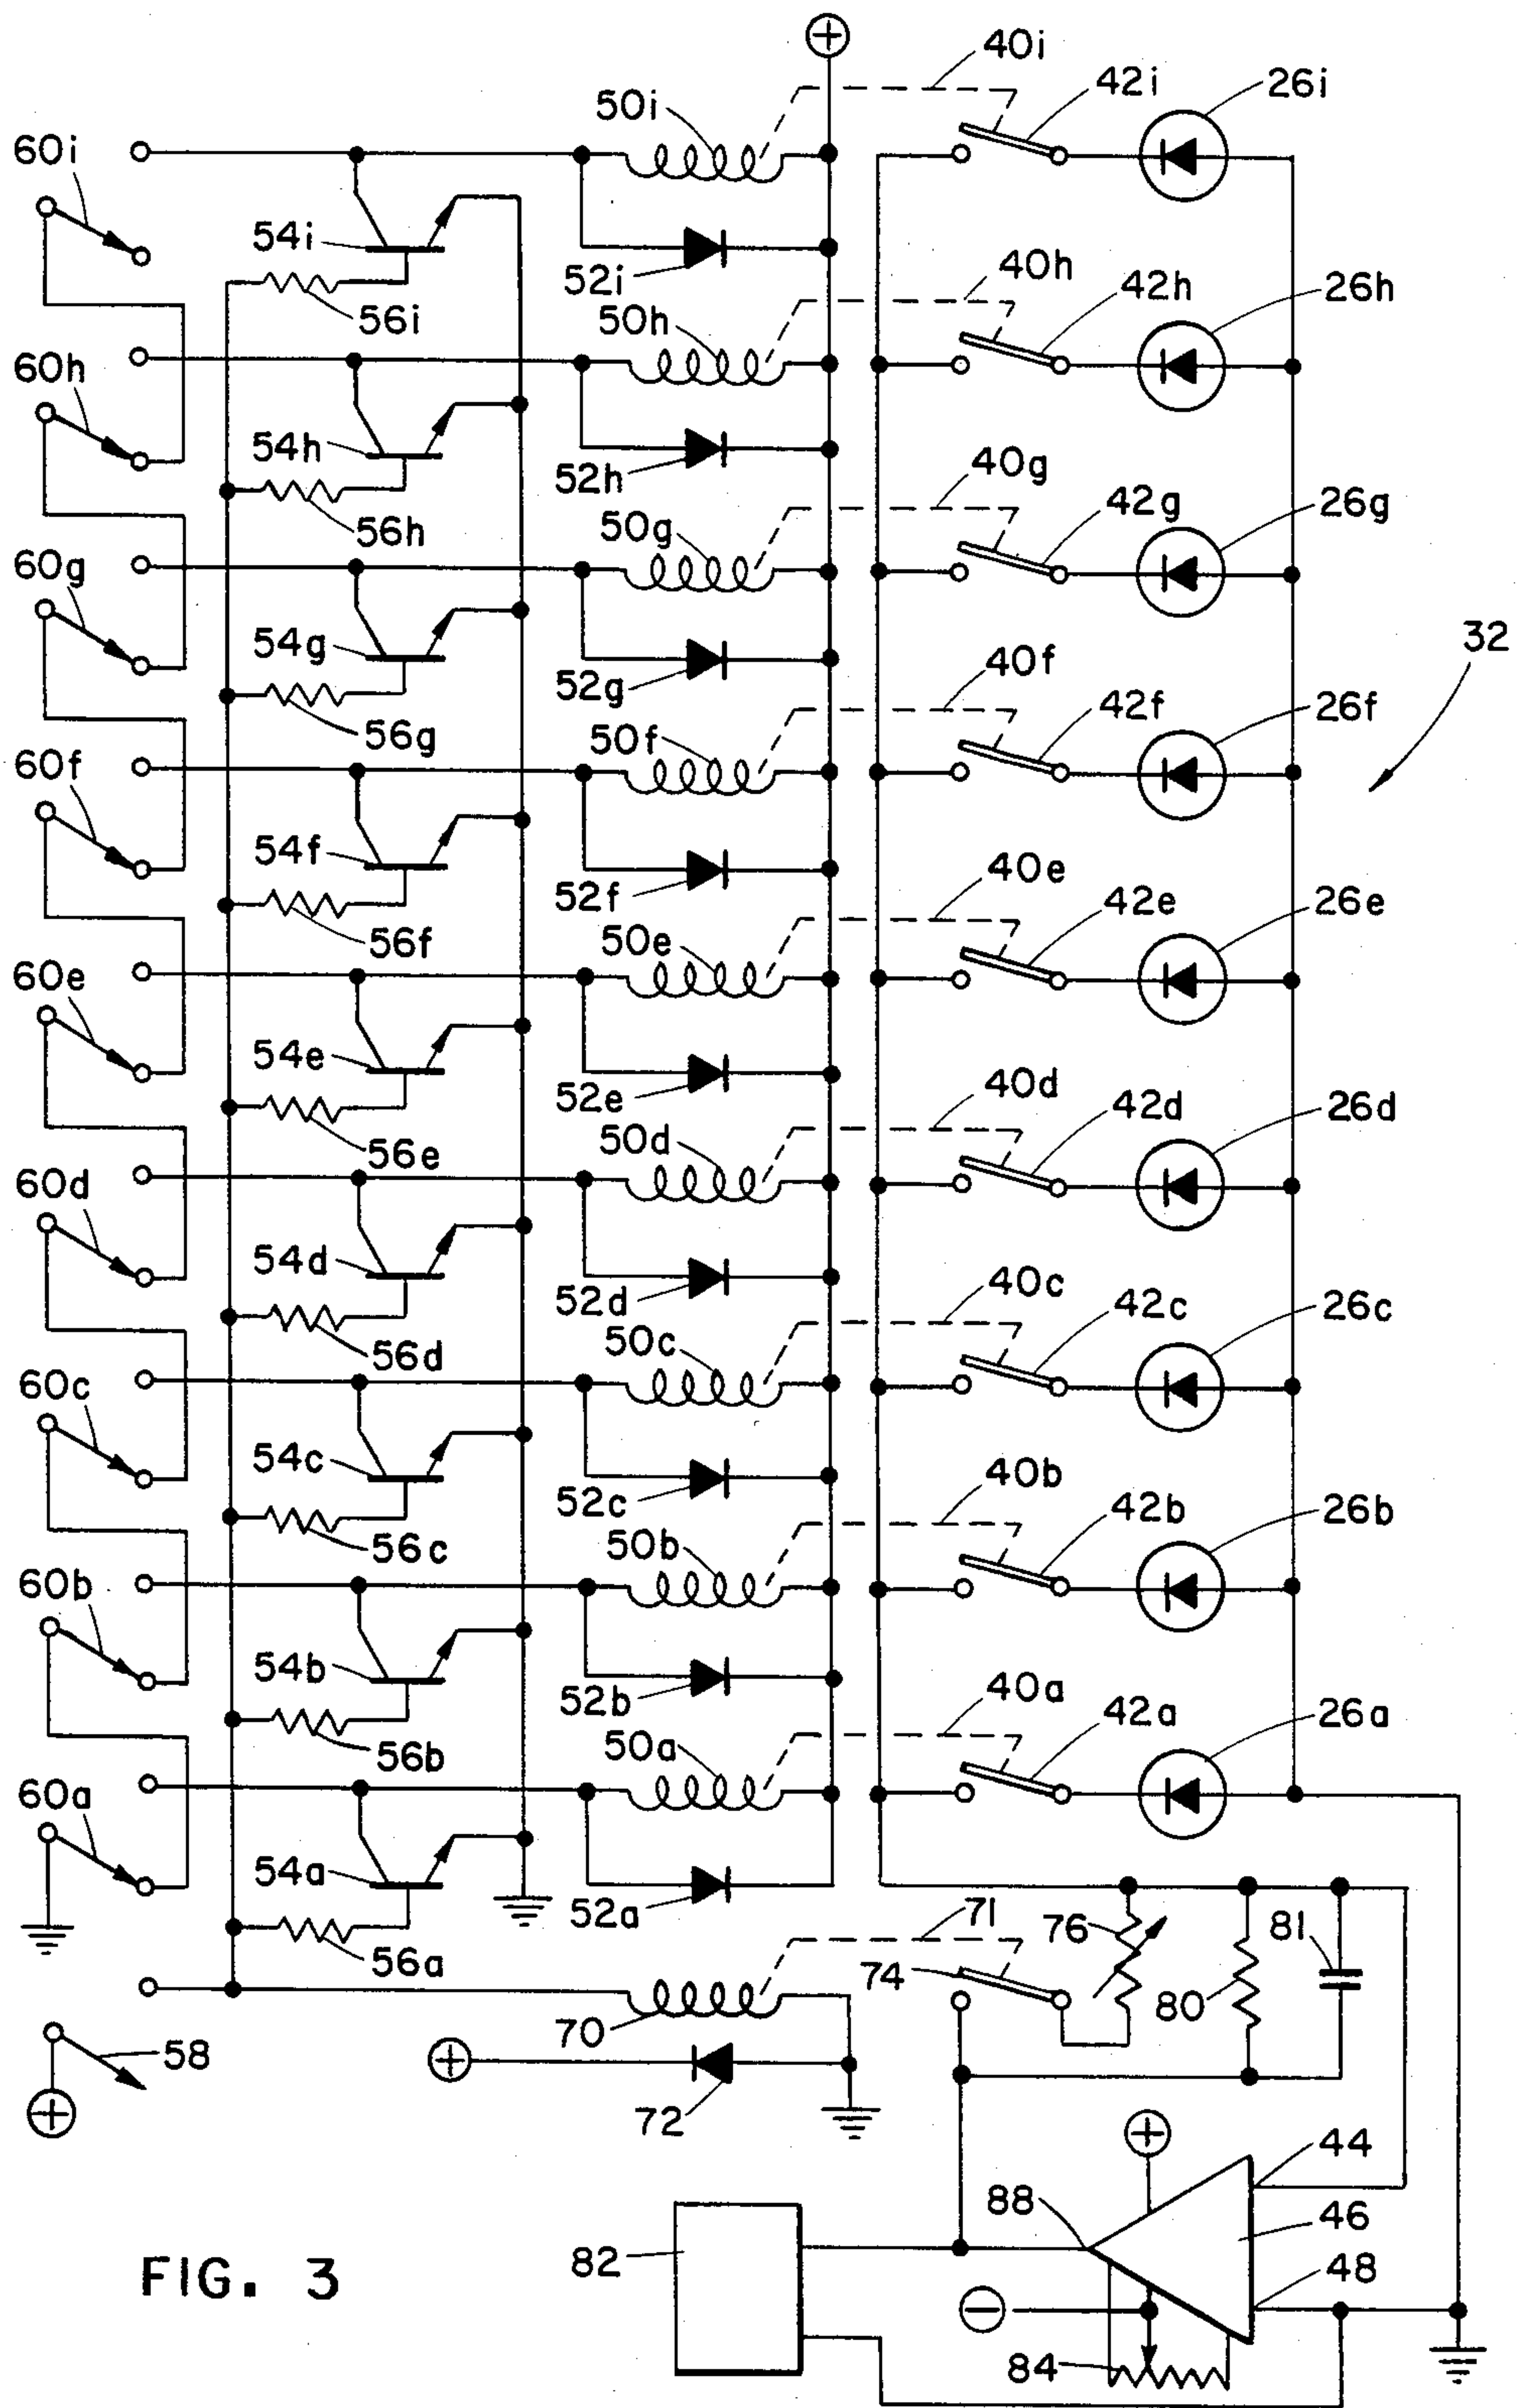 40i
42i
26i
50i
60i
54i
52i
56i
40h
42h
26h
50h
60h
54h
52h
56h
40g
42g
26g
50g
60g
54g
52g
56g
32
40f
42f
26f
50f
60f
54f
52f
56f
40e
42e
26e
50e
60e
54e
52e
56e
40d
42d
26d
50d
60d
54d
52d
56d
40c
42c
26c
50c
60c
54c
52c
56c
40b
42b
26b
50b
60b
54b
52b
56b
40a
42a
26a
50a
60a
54a
52a
56a
71
76
81
74
80
70
58
72
44
88
46
82
48
84
FIG. 3